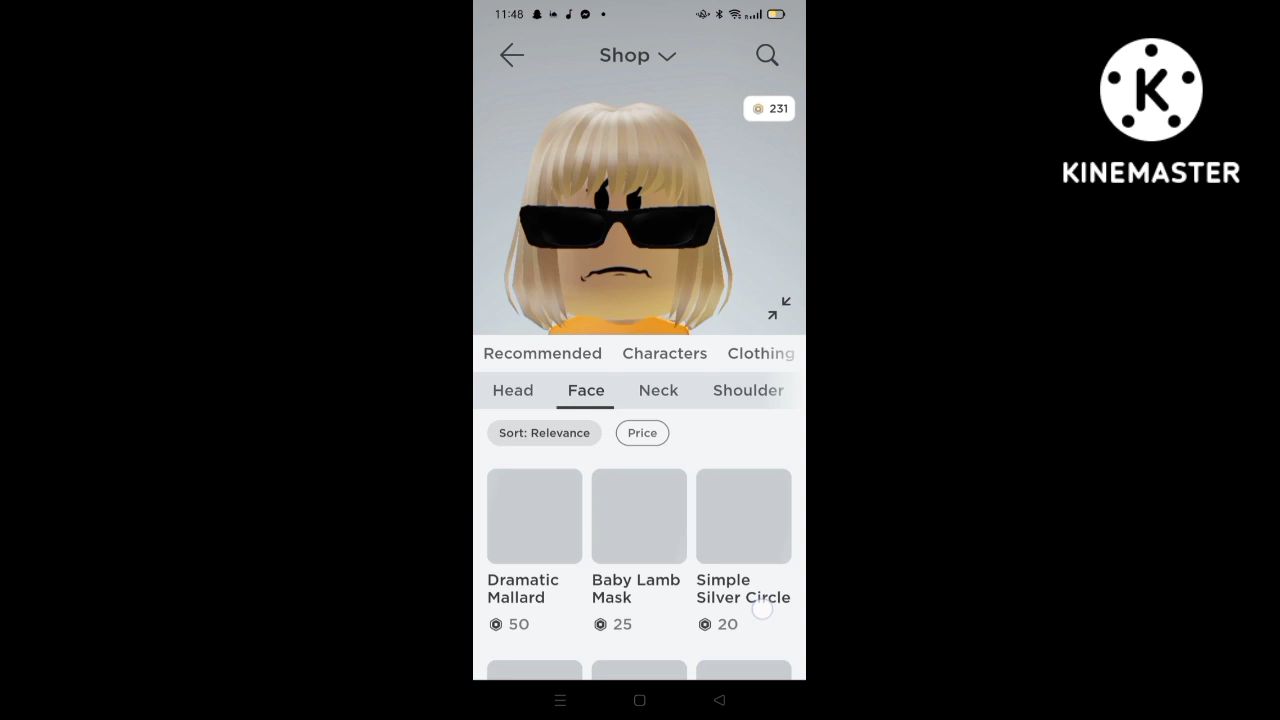 11:48
Shop
231
K
KINEMASTER
Recommended Characters Clothing
Head Face Neck Shoulder
Sort: Relevance Price
Dramatic Mallard
Baby Lamb Mask
Simple Silver Circle
50 25 20